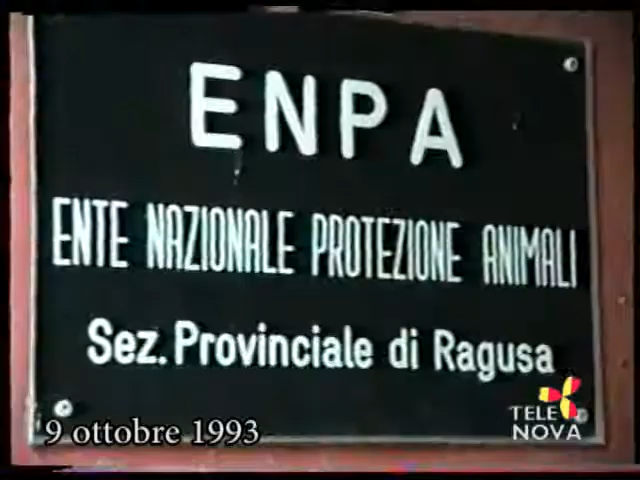 ENPA
ENTE NAZIONALE PROTEZIONE ANIMALI
Sez. Provinciale di Ragusa
9 ottobre 1993
TELE
NOVA